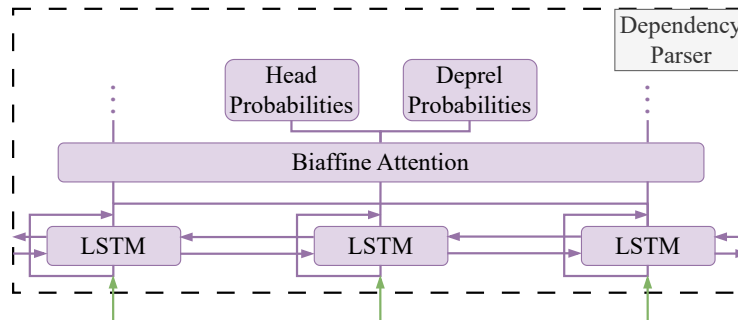 Dependency
Parser
Head
Probabilities
Deprel
Probabilities
Biaffine Attention
LSTM
LSTM
LSTM